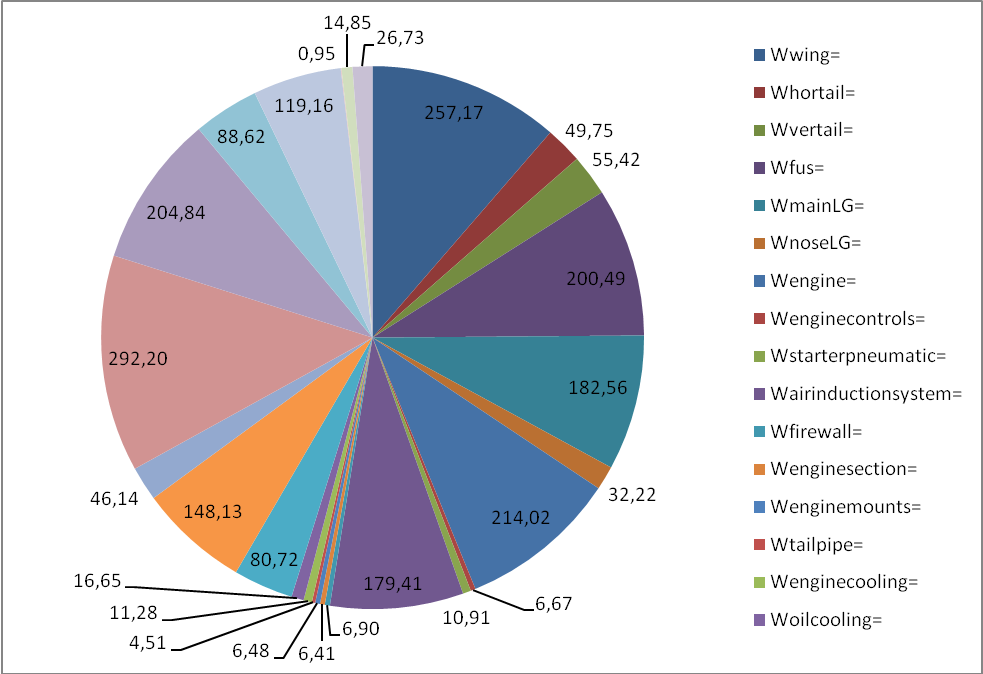 14,85
26,73
0,95
119,16
257,17
49,75
88,62
55,42
204,84
200,49
292,20
182,56
46,14
32,22
148,13
214,02
80,72
179,41
16,65
6,67
11,28
10,91
4,51
6,90
6,48
6,41
Wwing=
Whortail=
Wvertail=
Wfus=
WmainLG=
WnoseLG=
Wengine=
Wenginecontrols=
Wstarterpneumatic=
Wairinductionsystem=
Wfirewall=
Wenginesection=
Wenginemounts=
Wtailpipe=
Wenginecooling=
Woilcooling=